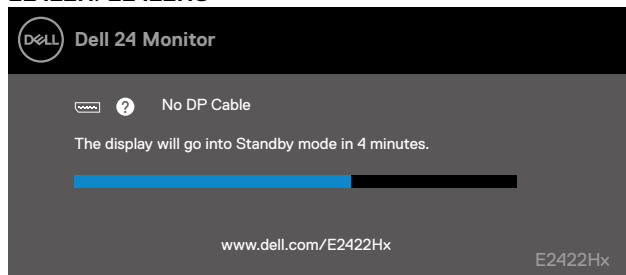 DELL Dell 24 Monitor
? No DP Cable
The display will go into Standby mode in 4 minutes.
www.dell.com/E2422Hx
E2422Hx